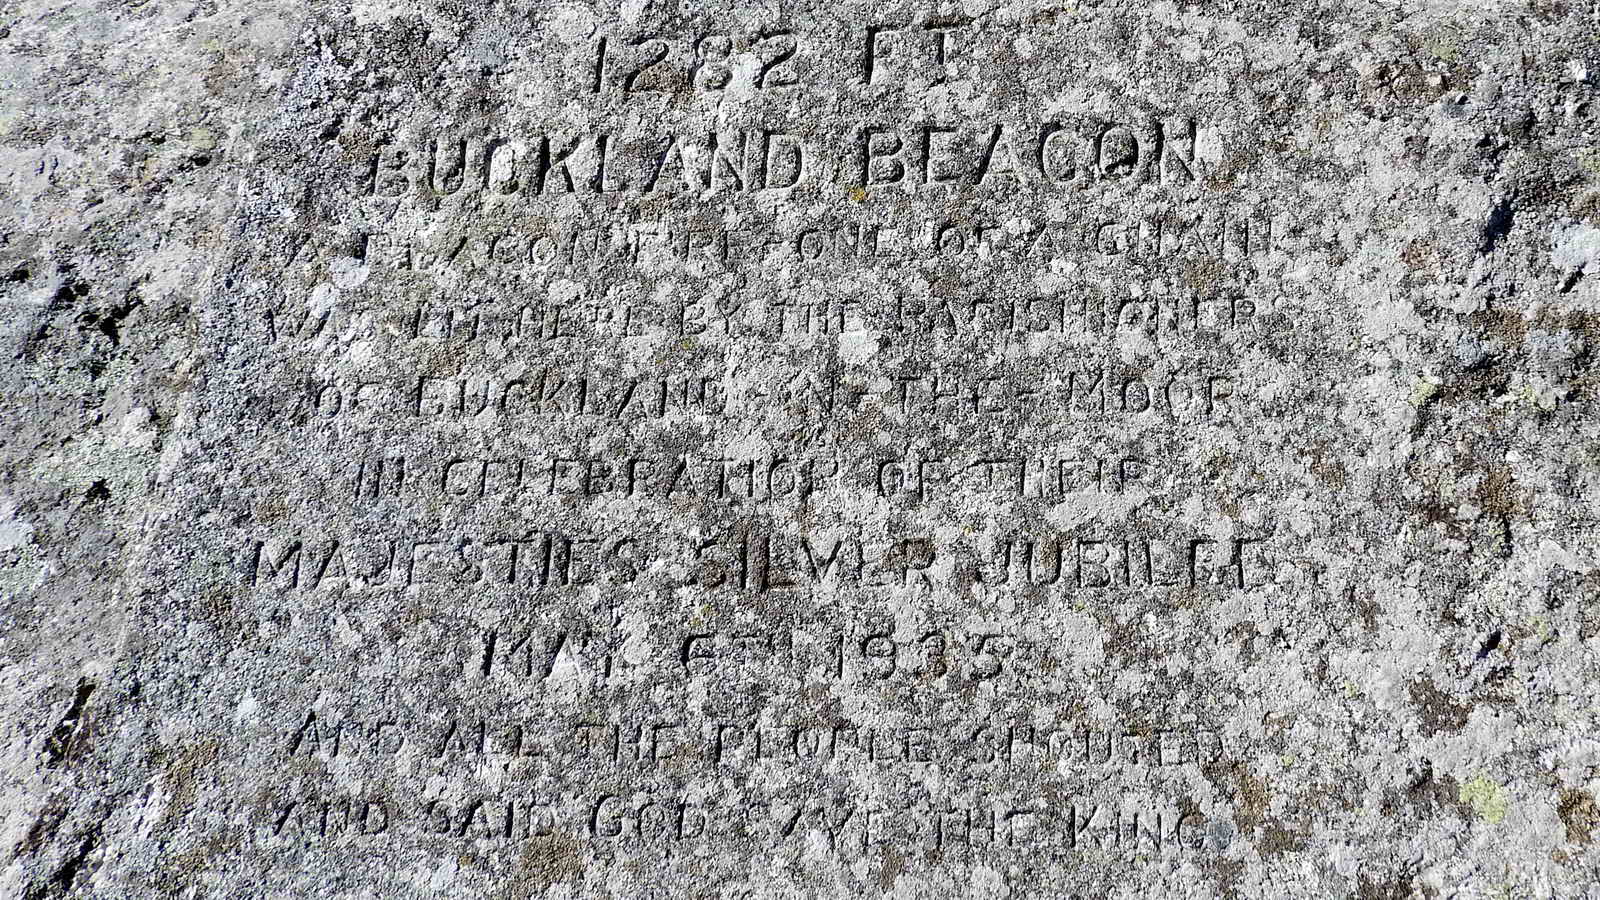 1282 FT
BUCKLAND BEACON
A BEACON FIRE - ONE OF A CHAIN
WAS LIT HERE BY THE PARISHIONERS
OF BUCKLAND-IN-THE-MOOR
IN CELEBRATION OF THEIR
MAJESTIES SILVER JUBILEE
MAY 6TH 1935
AND ALL THE PEOPLE SHOUTED
AND SAID GOD SAVE THE KING